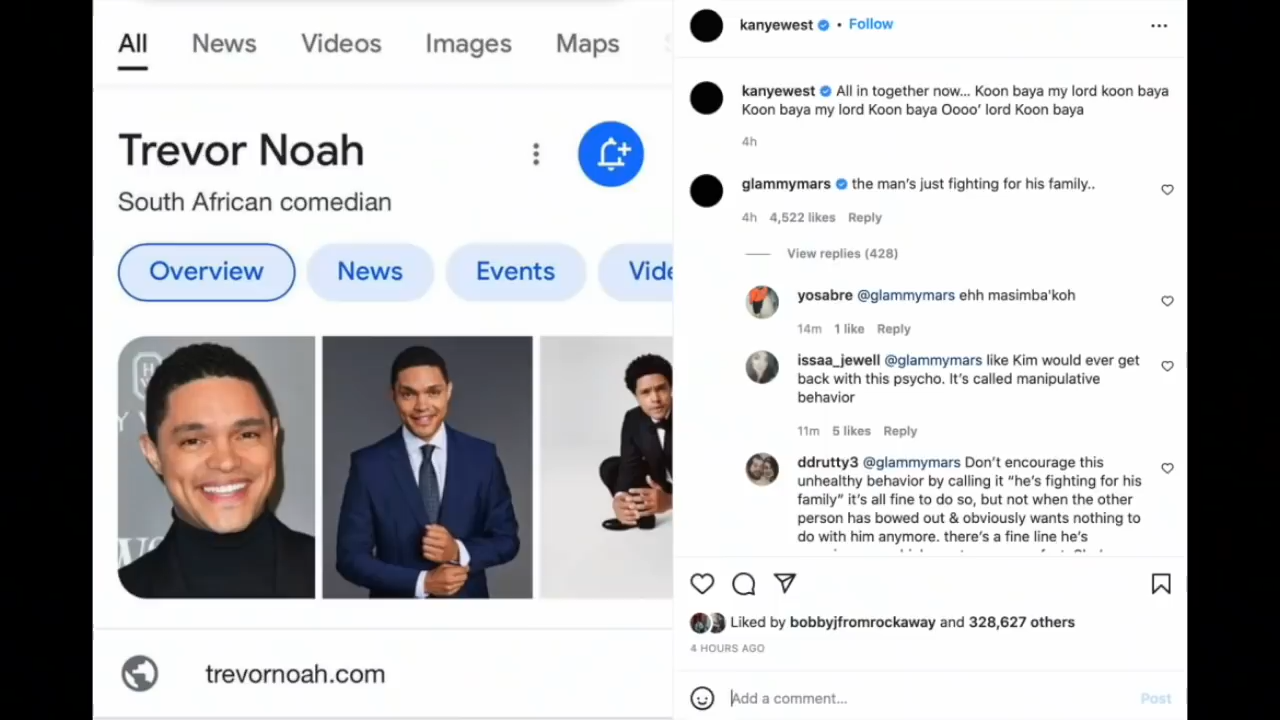 All News Videos Images Maps
Trevor Noah
South African comedian
Overview News Events Vide
trevornoah.com
kanyewest • Follow
kanyewest All in together now... Koon baya my lord koon baya
Koon baya my lord Koon baya Oooo’ lord Koon baya
4h
glammymars the man’s just fighting for his family..
4h 4,522 likes Reply
View replies (428)
yosabre @glammymars ehh masimba'koh
14m 1 like Reply
issaa_jewell @glammymars like Kim would ever get
back with this psycho. It’s called manipulative
behavior
11m 5 likes Reply
ddrutty3 @glammymars Don’t encourage this
unhealthy behavior by calling it “he’s fighting for his
family” it’s all fine to do so, but not when the other
person has bowed out & obviously wants nothing to
do with him anymore. there’s a fine line he’s
Liked by bobbyjfromrockaway and 328,627 others
4 HOURS AGO
Add a comment... Post